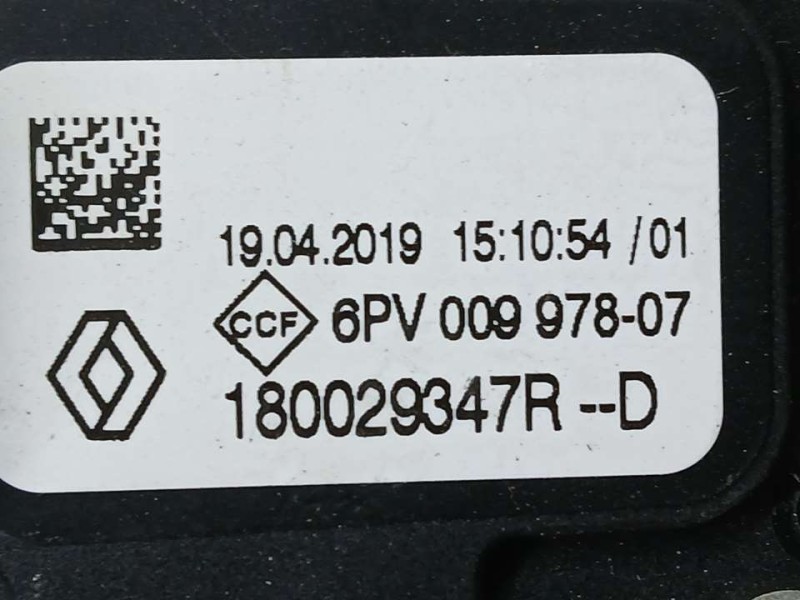 19.04.2019 15:10:54 /01
CCF 6PV 009 978-07
180029347R --D